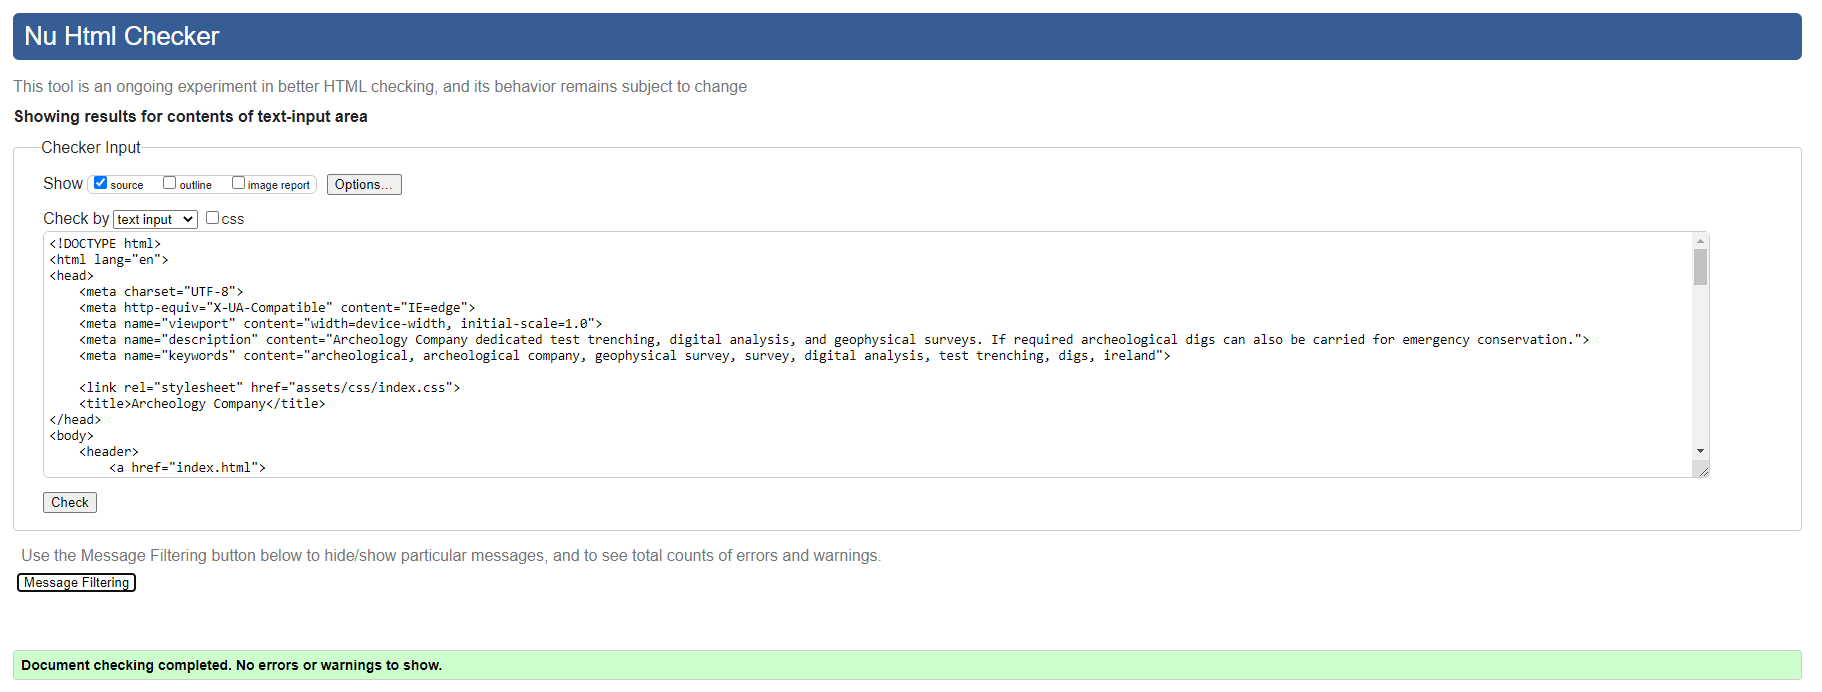 Nu Html Checker
This tool is an ongoing experiment in better HTML checking, and its behavior remains subject to change
Showing results for contents of text-input area
Checker Input
Show source outline image report Options...
Check by text input css
<!DOCTYPE html>
<html lang="en">
<head>
    <meta charset="UTF-8">
    <meta http-equiv="X-UA-Compatible" content="IE=edge">
    <meta name="viewport" content="width=device-width, initial-scale=1.0">
    <meta name="description" content="Archeology Company dedicated test trenching, digital analysis, and geophysical surveys. If required archeological digs can also be carried for emergency conservation.">
    <meta name="keywords" content="archeological, archeological company, geophysical survey, survey, digital analysis, test trenching, digs, ireland">
    <link rel="stylesheet" href="assets/css/index.css">
    <title>Archeology Company</title>
</head>
<body>
    <header>
        <a href="index.html">
Check
Use the Message Filtering button below to hide/show particular messages, and to see total counts of errors and warnings.
Message Filtering
Document checking completed. No errors or warnings to show.